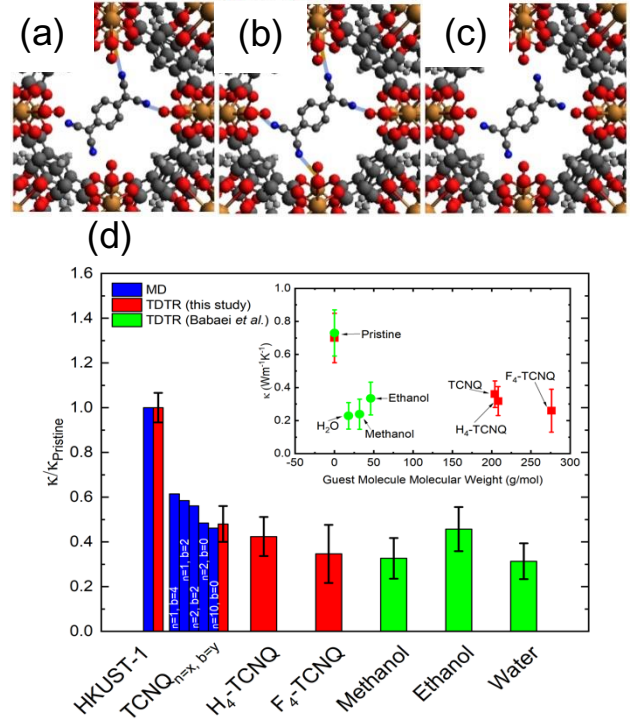 (a)
(b)
(c)
(d)
κ/κPristine
1.6
1.4
1.2
1.0
0.8
0.6
0.4
0.2
0.0
MD
TDTR (this study)
TDTR (Babaei et al.)
κ (Wm⁻¹K⁻¹)
1.0
0.8
0.6
0.4
0.2
0.0
Pristine
Ethanol
H₂O
Methanol
TCNQ
H₄-TCNQ
F₄-TCNQ
-50 0 50 100 150 200 250 300
Guest Molecule Molecular Weight (g/mol)
n=1, b=4
n=1, b=2
n=2, b=2
n=2, b=0
n=10, b=0
HKUST-1
TCNQn=x, b=y
H₄-TCNQ
F₄-TCNQ
Methanol
Ethanol
Water